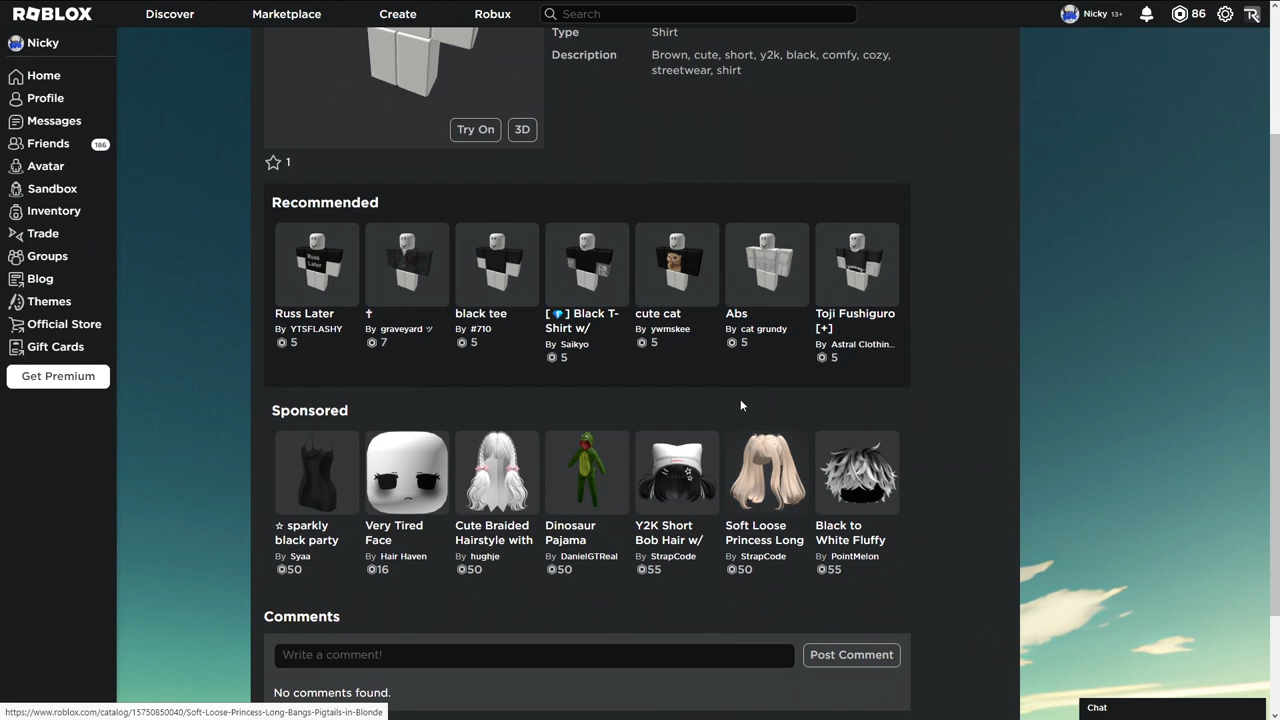 ROBLOX Discover Marketplace Create Robux Search Nicky 13+ 86
Nicky
Home
Profile
Messages
Friends 186
Avatar
Sandbox
Inventory
Trade
Groups
Blog
Themes
Official Store
Gift Cards
Get Premium
Type Shirt
Description Brown, cute, short, y2k, black, comfy, cozy,
streetwear, shirt
Try On 3D
1
Recommended
Russ Later
Russ Later
By YTSFLASHY
5
✝
By graveyard ッ
7
black tee
By #710
5
[💎] Black T-
Shirt w/
By Saikyo
5
cute cat
By ywmskee
5
Abs
By cat grundy
5
Toji Fushiguro
[+]
By Astral Clothin...
5
Sponsored
☆ sparkly
black party
By Syaa
50
Very Tired
Face
By Hair Haven
16
Cute Braided
Hairstyle with
By hughje
50
Dinosaur
Pajama
By DanielGTReal
50
Y2K Short
Bob Hair w/
By StrapCode
55
Soft Loose
Princess Long
By StrapCode
50
Black to
White Fluffy
By PointMelon
55
Comments
Write a comment! Post Comment
No comments found.
https://www.roblox.com/catalog/15750850040/Soft-Loose-Princess-Long-Bangs-Pigtails-in-Blonde
Chat